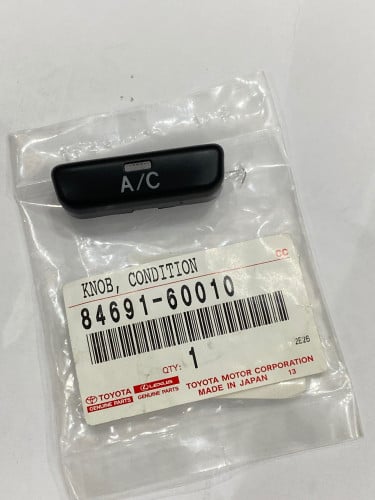 A/C
KNOB, CONDITION
CC
84691-60010
2E26
QTY: 1
TOYOTA LEXUS TOYOTA MOTOR CORPORATION
GENUINE PARTS GENUINE PARTS MADE IN JAPAN 13